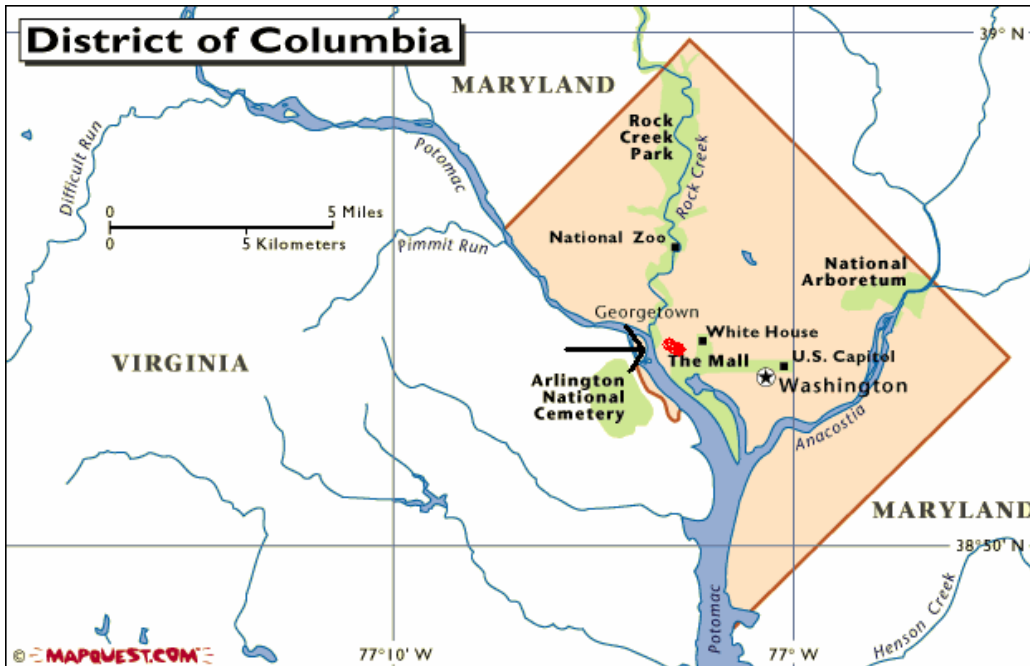 District of Columbia
39° N
MARYLAND
Rock
Creek
Park
Rock Creek
Potomac
Difficult Run
0 5 Miles
0 5 Kilometers
Pimmit Run
National Zoo
National
Arboretum
Georgetown
White House
The Mall
U.S. Capitol
Washington
VIRGINIA
Arlington
National
Cemetery
Anacostia
MARYLAND
38°50' N
Potomac
Henson Creek
© MAPQUEST.COM
77°10' W
77° W